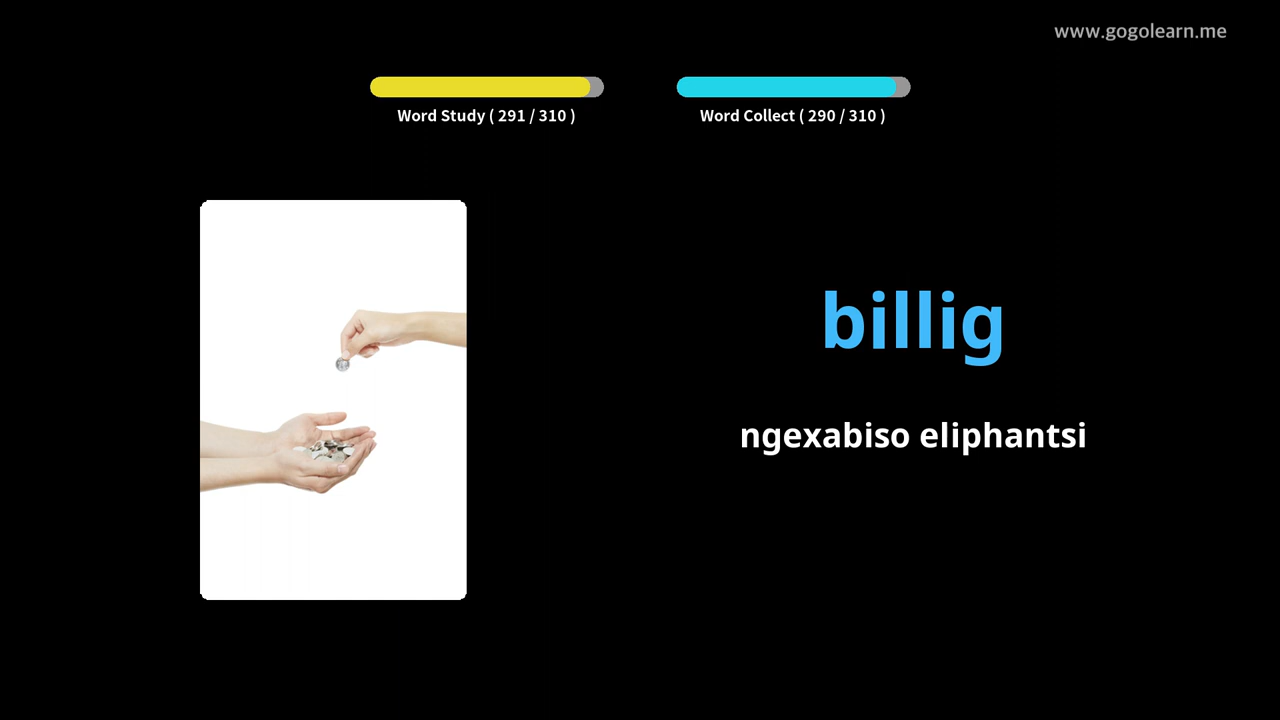 www.gogolearn.me
Word Study ( 291 / 310 )
Word Collect ( 290 / 310 )
billig
ngexabiso eliphantsi